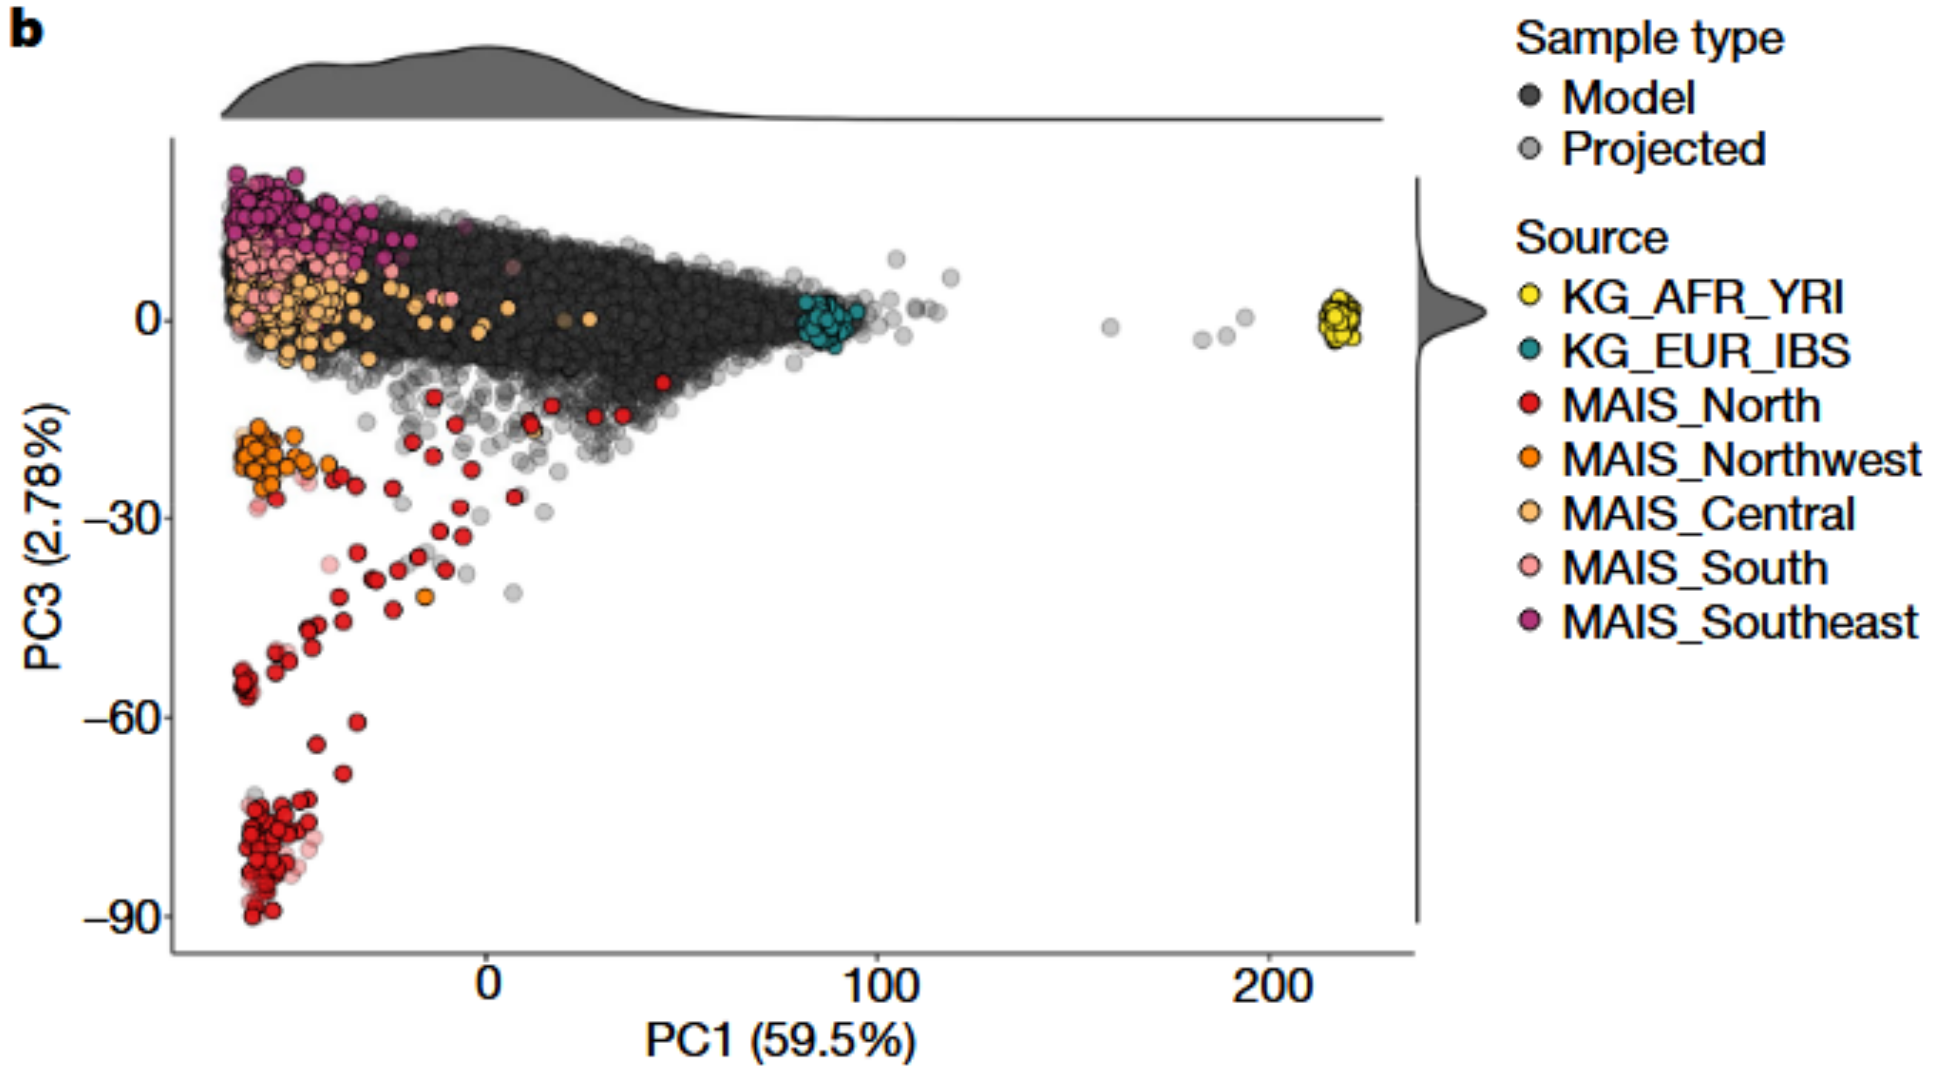 b
Sample type
Model
Projected
Source
KG_AFR_YRI
KG_EUR_IBS
MAIS_North
MAIS_Northwest
MAIS_Central
MAIS_South
MAIS_Southeast
PC3 (2.78%)
0
–30
–60
–90
0
100
200
PC1 (59.5%)